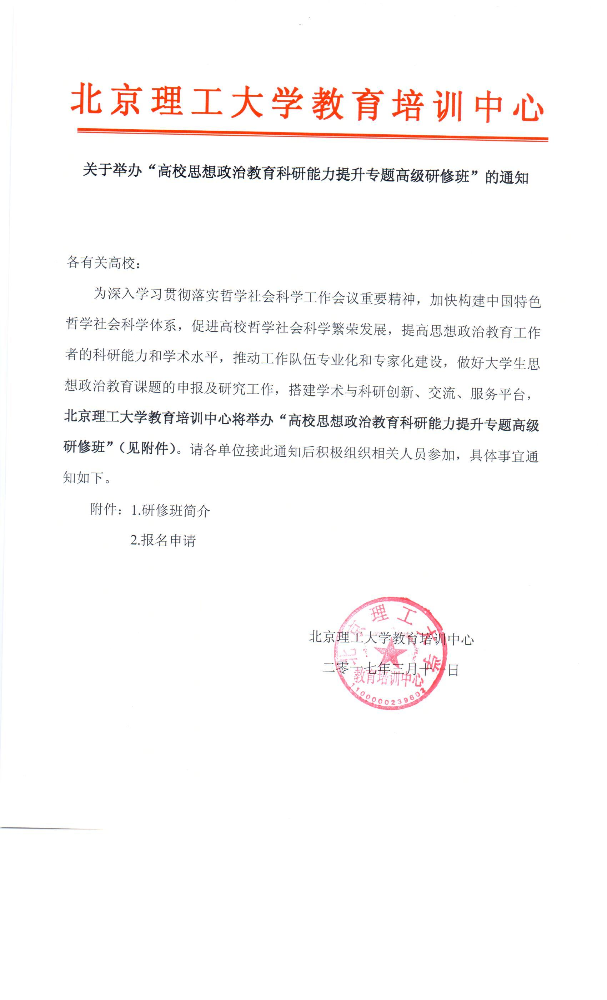 北京理工大学教育培训中心
关于举办“高校思想政治教育科研能力提升专题高级研修班”的通知
各有关高校：
为深入学习贯彻落实哲学社会科学工作会议重要精神，加快构建中国特色
哲学社会科学体系，促进高校哲学社会科学繁荣发展，提高思想政治教育工作
者的科研能力和学术水平，推动工作队伍专业化和专家化建设，做好大学生思
想政治教育课题的申报及研究工作，搭建学术与科研创新、交流、服务平台，
北京理工大学教育培训中心将举办“高校思想政治教育科研能力提升专题高级
研修班”（见附件）。请各单位接此通知后积极组织相关人员参加，具体事宜通
知如下。
附件：1.研修班简介
2.报名申请
北京理工大学教育培训中心
二零一七年三月十一日
北京理工大学
教育培训中心
1100000239602